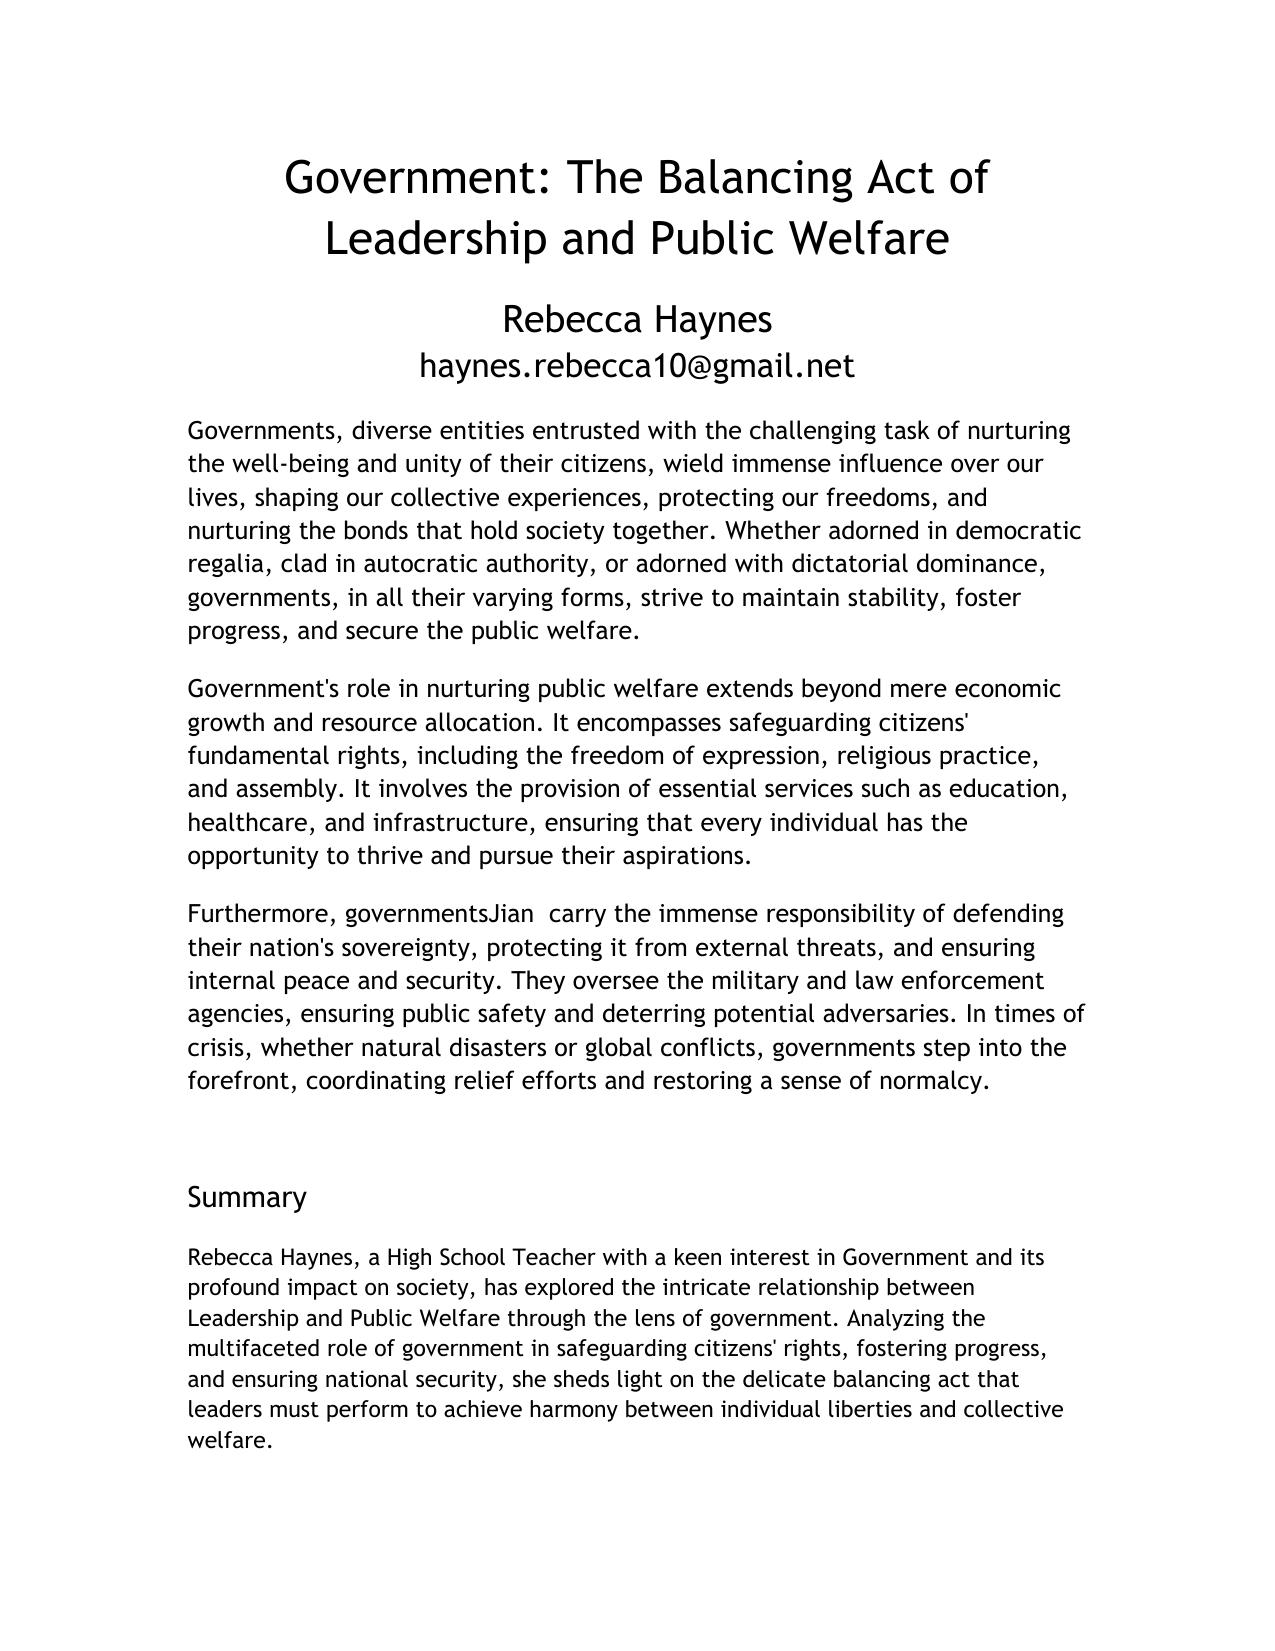 Government: The Balancing Act of
Leadership and Public Welfare
Rebecca Haynes
haynes.rebecca10@gmail.net
Governments, diverse entities entrusted with the challenging task of nurturing
the well-being and unity of their citizens, wield immense influence over our
lives, shaping our collective experiences, protecting our freedoms, and
nurturing the bonds that hold society together. Whether adorned in democratic
regalia, clad in autocratic authority, or adorned with dictatorial dominance,
governments, in all their varying forms, strive to maintain stability, foster
progress, and secure the public welfare.
Government's role in nurturing public welfare extends beyond mere economic
growth and resource allocation. It encompasses safeguarding citizens'
fundamental rights, including the freedom of expression, religious practice,
and assembly. It involves the provision of essential services such as education,
healthcare, and infrastructure, ensuring that every individual has the
opportunity to thrive and pursue their aspirations.
Furthermore, governmentsJian  carry the immense responsibility of defending
their nation's sovereignty, protecting it from external threats, and ensuring
internal peace and security. They oversee the military and law enforcement
agencies, ensuring public safety and deterring potential adversaries. In times of
crisis, whether natural disasters or global conflicts, governments step into the
forefront, coordinating relief efforts and restoring a sense of normalcy.
Summary
Rebecca Haynes, a High School Teacher with a keen interest in Government and its
profound impact on society, has explored the intricate relationship between
Leadership and Public Welfare through the lens of government. Analyzing the
multifaceted role of government in safeguarding citizens' rights, fostering progress,
and ensuring national security, she sheds light on the delicate balancing act that
leaders must perform to achieve harmony between individual liberties and collective
welfare.